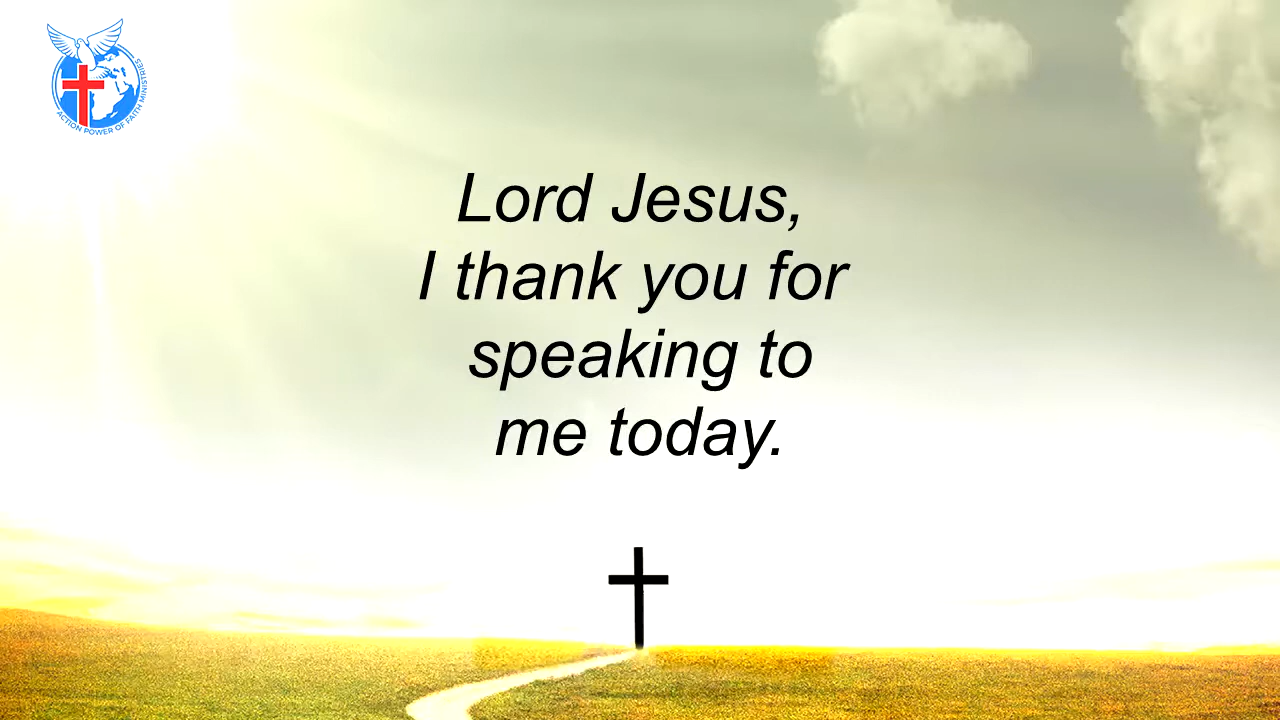 ACTION POWER OF FAITH MINISTRIES
Lord Jesus,
I thank you for
speaking to
me today.